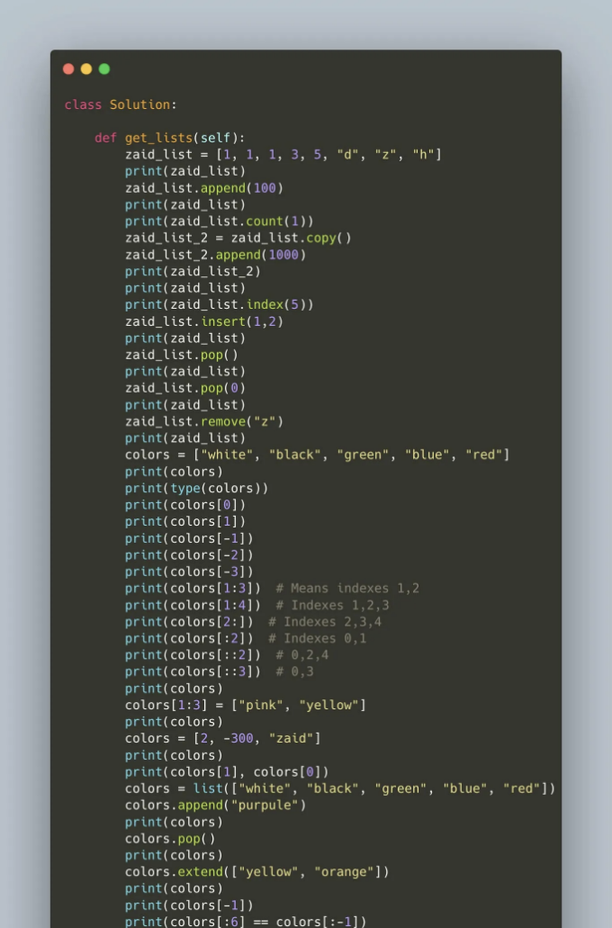 class Solution:
def get_lists(self):
zaid_list = [1, 1, 1, 3, 5, "d", "z", "h"]
print(zaid_list)
zaid_list.append(100)
print(zaid_list)
print(zaid_list.count(1))
zaid_list_2 = zaid_list.copy()
zaid_list_2.append(1000)
print(zaid_list_2)
print(zaid_list)
print(zaid_list.index(5))
zaid_list.insert(1,2)
print(zaid_list)
zaid_list.pop()
print(zaid_list)
zaid_list.pop(0)
print(zaid_list)
zaid_list.remove("z")
print(zaid_list)
colors = ["white", "black", "green", "blue", "red"]
print(colors)
print(type(colors))
print(colors[0])
print(colors[1])
print(colors[-1])
print(colors[-2])
print(colors[-3])
print(colors[1:3])  # Means indexes 1,2
print(colors[1:4])  # Indexes 1,2,3
print(colors[2:])  # Indexes 2,3,4
print(colors[:2])  # Indexes 0,1
print(colors[::2])  # 0,2,4
print(colors[::3])  # 0,3
print(colors)
colors[1:3] = ["pink", "yellow"]
print(colors)
colors = [2, -300, "zaid"]
print(colors)
print(colors[1], colors[0])
colors = list(["white", "black", "green", "blue", "red"])
colors.append("purpule")
print(colors)
colors.pop()
print(colors)
colors.extend(["yellow", "orange"])
print(colors)
print(colors[-1])
print(colors[:6] == colors[:-1])